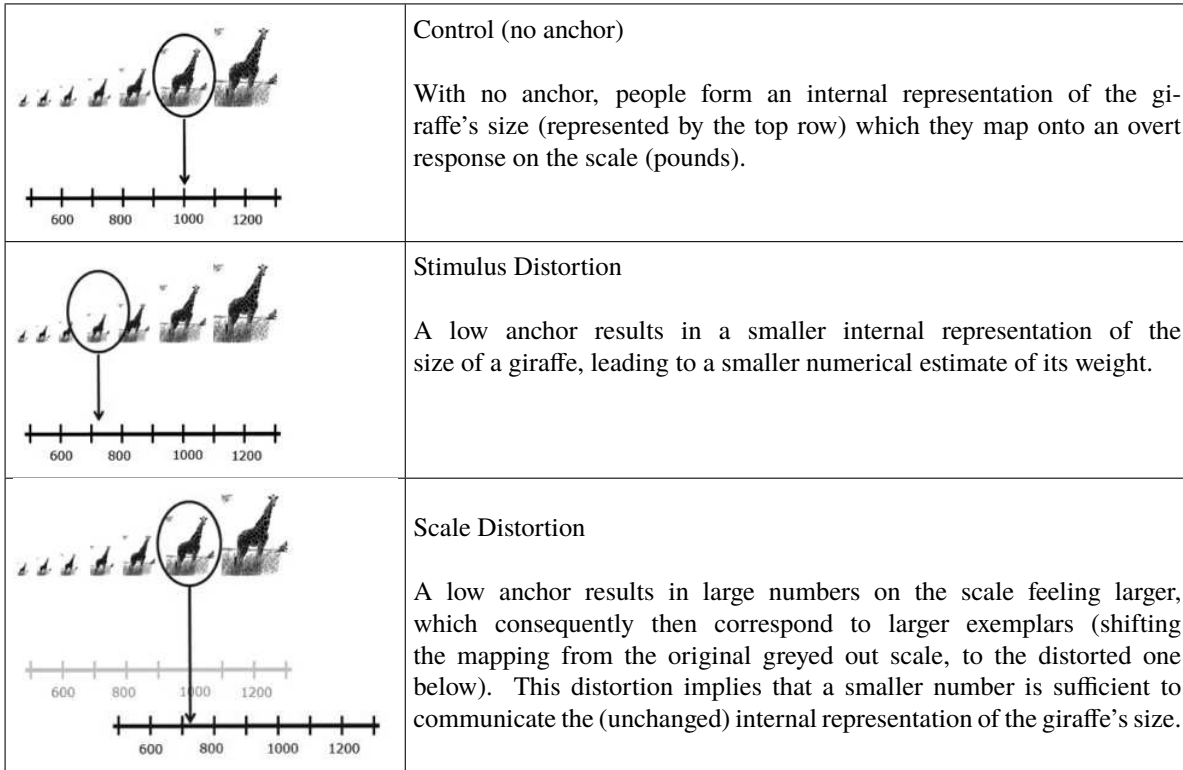 Control (no anchor)
With no anchor, people form an internal representation of the gi-
raffe's size (represented by the top row) which they map onto an overt
response on the scale (pounds).
600 800 1000 1200
Stimulus Distortion
A low anchor results in a smaller internal representation of the
size of a giraffe, leading to a smaller numerical estimate of its weight.
600 800 1000 1200
Scale Distortion
A low anchor results in large numbers on the scale feeling larger,
which consequently then correspond to larger exemplars (shifting
the mapping from the original greyed out scale, to the distorted one
below). This distortion implies that a smaller number is sufficient to
communicate the (unchanged) internal representation of the giraffe's size.
600 800 1000 1200
600 800 1000 1200